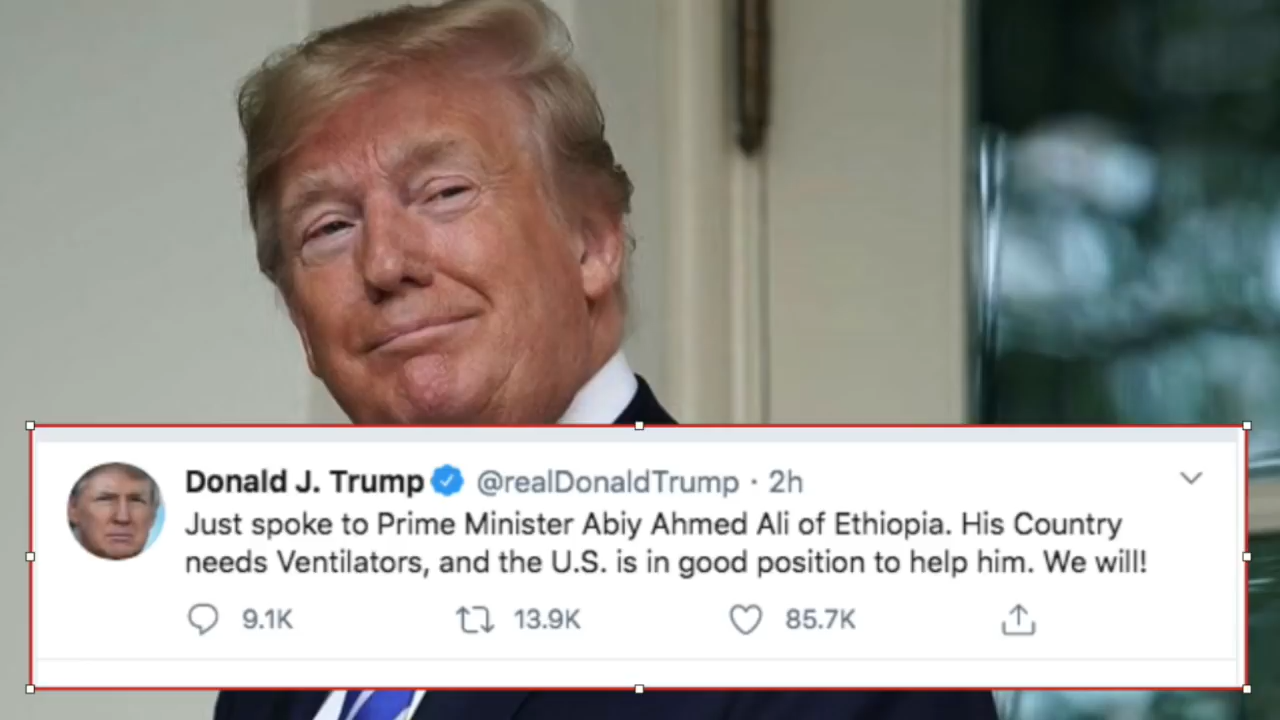 Donald J. Trump @realDonaldTrump · 2h
Just spoke to Prime Minister Abiy Ahmed Ali of Ethiopia. His Country
needs Ventilators, and the U.S. is in good position to help him. We will!
9.1K 13.9K 85.7K